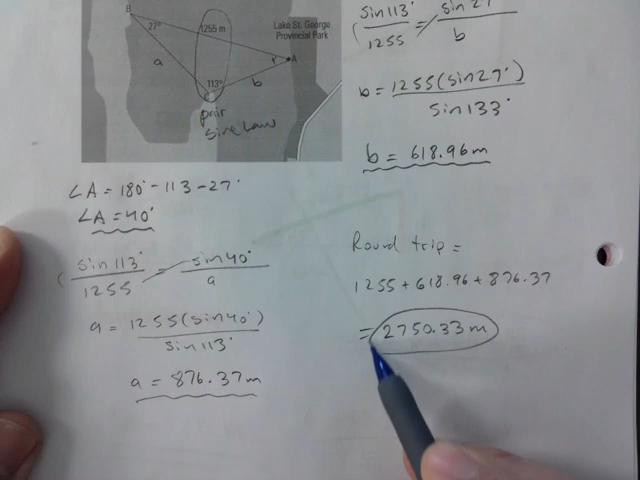 B
27°
1255 m
Lake St. George
Provincial Park
a
A
113°
b
C
pair
sine law
∠A = 180° - 113 - 27°
∠A = 40°
sin 113° / 1255 = sin 40° / a
a = 1255 (sin 40°) / sin 113°
a = 876.37 m
sin 113° / 1255 = sin 27° / b
b = 1255 (sin 27°) / sin 133°
b = 618.96 m
Round trip =
1255 + 618.96 + 876.37
= 2750.33 m